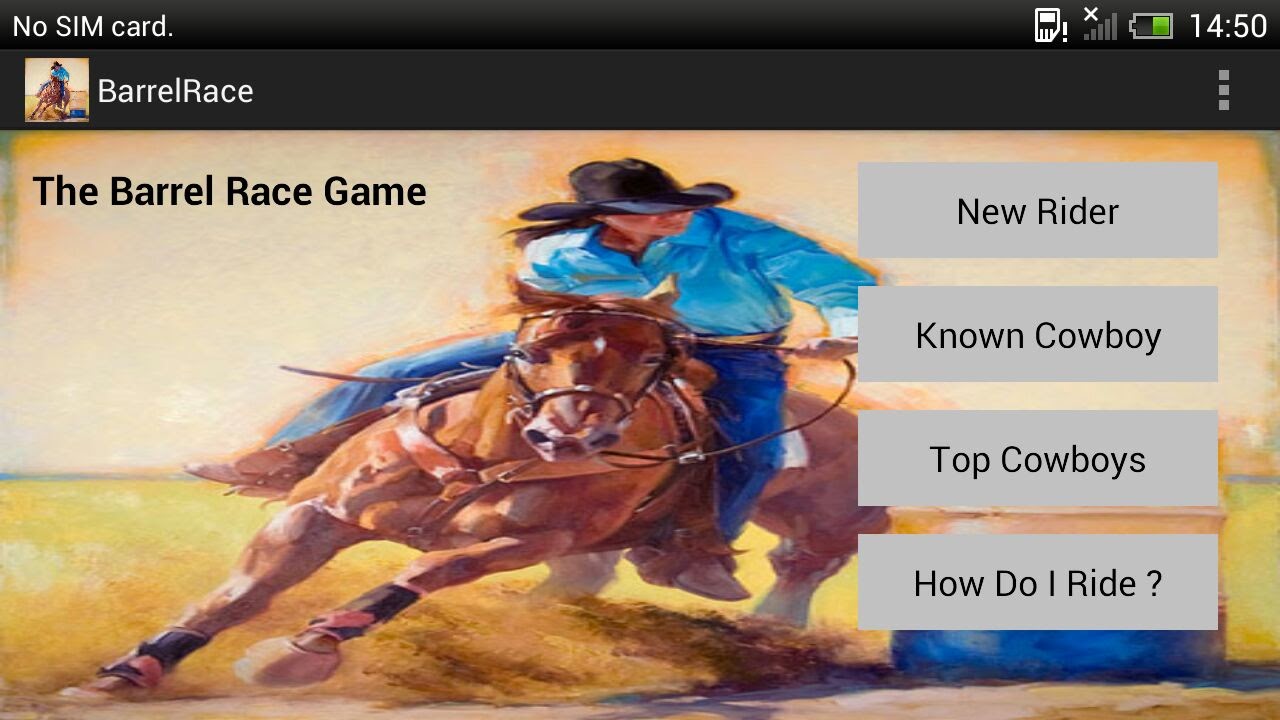 No SIM card.
14:50
BarrelRace
The Barrel Race Game
New Rider
Known Cowboy
Top Cowboys
How Do I Ride ?